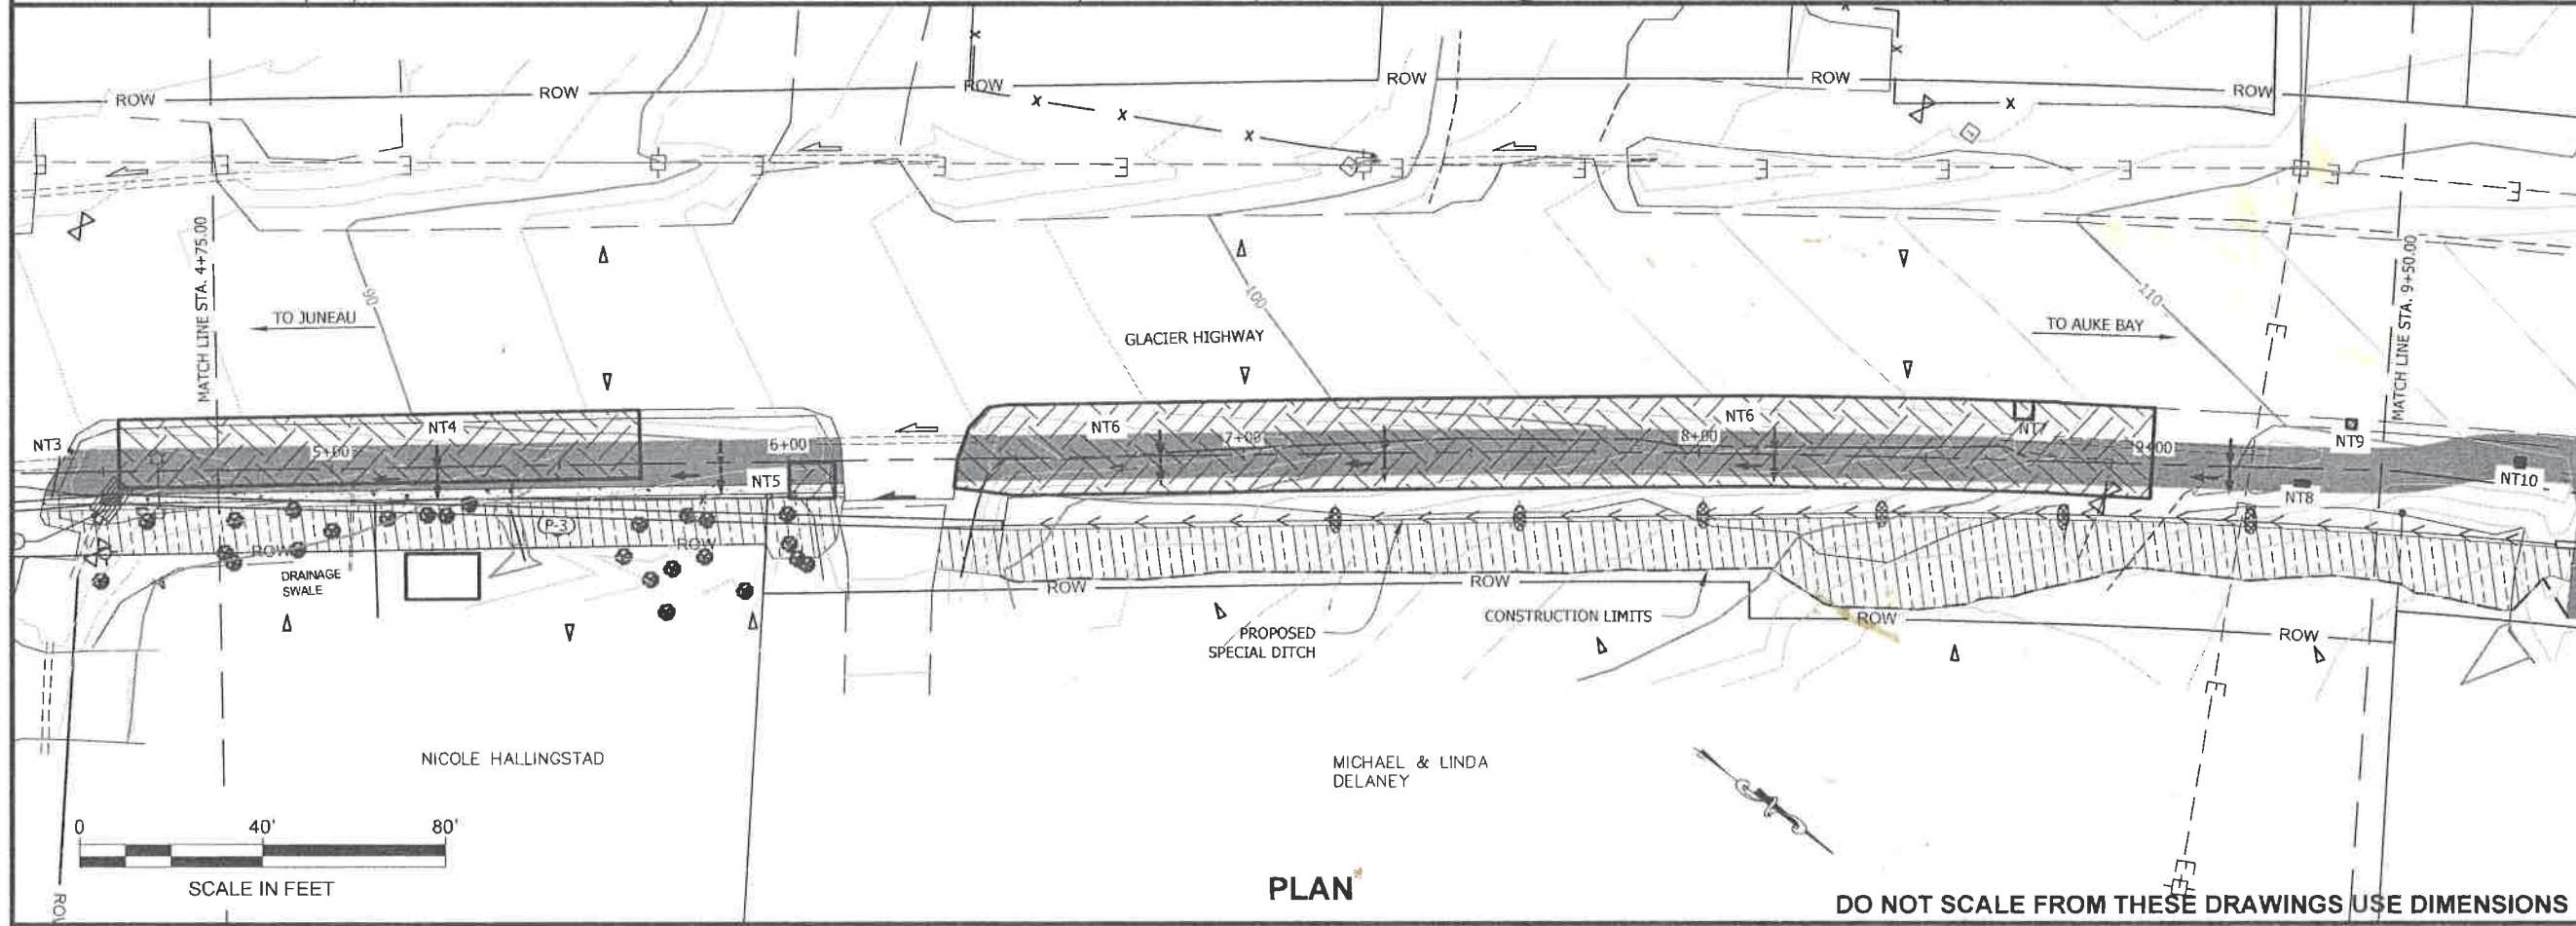 ROW
ROW
ROW
ROW
ROW
ROW
MATCH LINE STA. 4+75.00
MATCH LINE STA. 9+50.00
90
100
110
TO JUNEAU
GLACIER HIGHWAY
TO AUKE BAY
NT3
NT4
5+00
6+00
NT5
NT6
7+00
NT6
8+00
NT7
9+00
NT9
NT8
NT10
P-3
ROW
ROW
DRAINAGE
SWALE
ROW
ROW
ROW
ROW
PROPOSED
SPECIAL DITCH
CONSTRUCTION LIMITS
NICOLE HALLINGSTAD
MICHAEL & LINDA
DELANEY
0 40' 80'
SCALE IN FEET
ROW
PLAN
DO NOT SCALE FROM THESE DRAWINGS USE DIMENSIONS